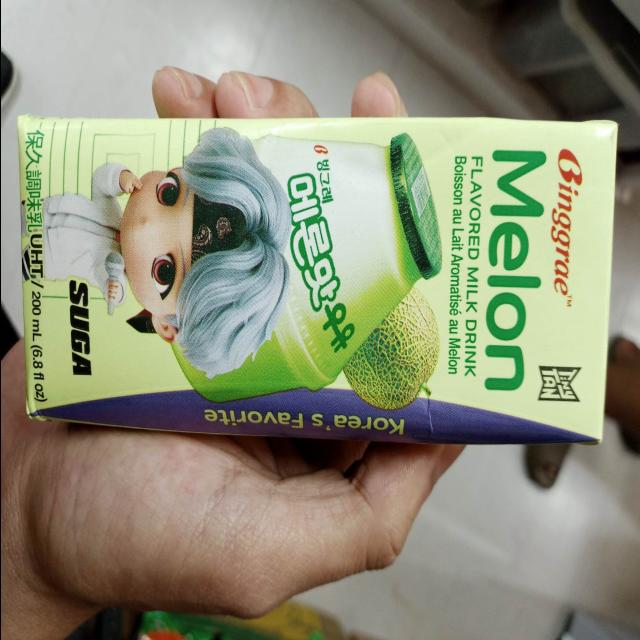 Binggrae™
Melon
FLAVORED MILK DRINK
Boisson au Lait Aromatisé au Melon
TinyTAN
빙그레
메론맛우유
SUGA
保久調味乳 UHT / 200 mL (6.8 fl oz)
Korea's Favorite